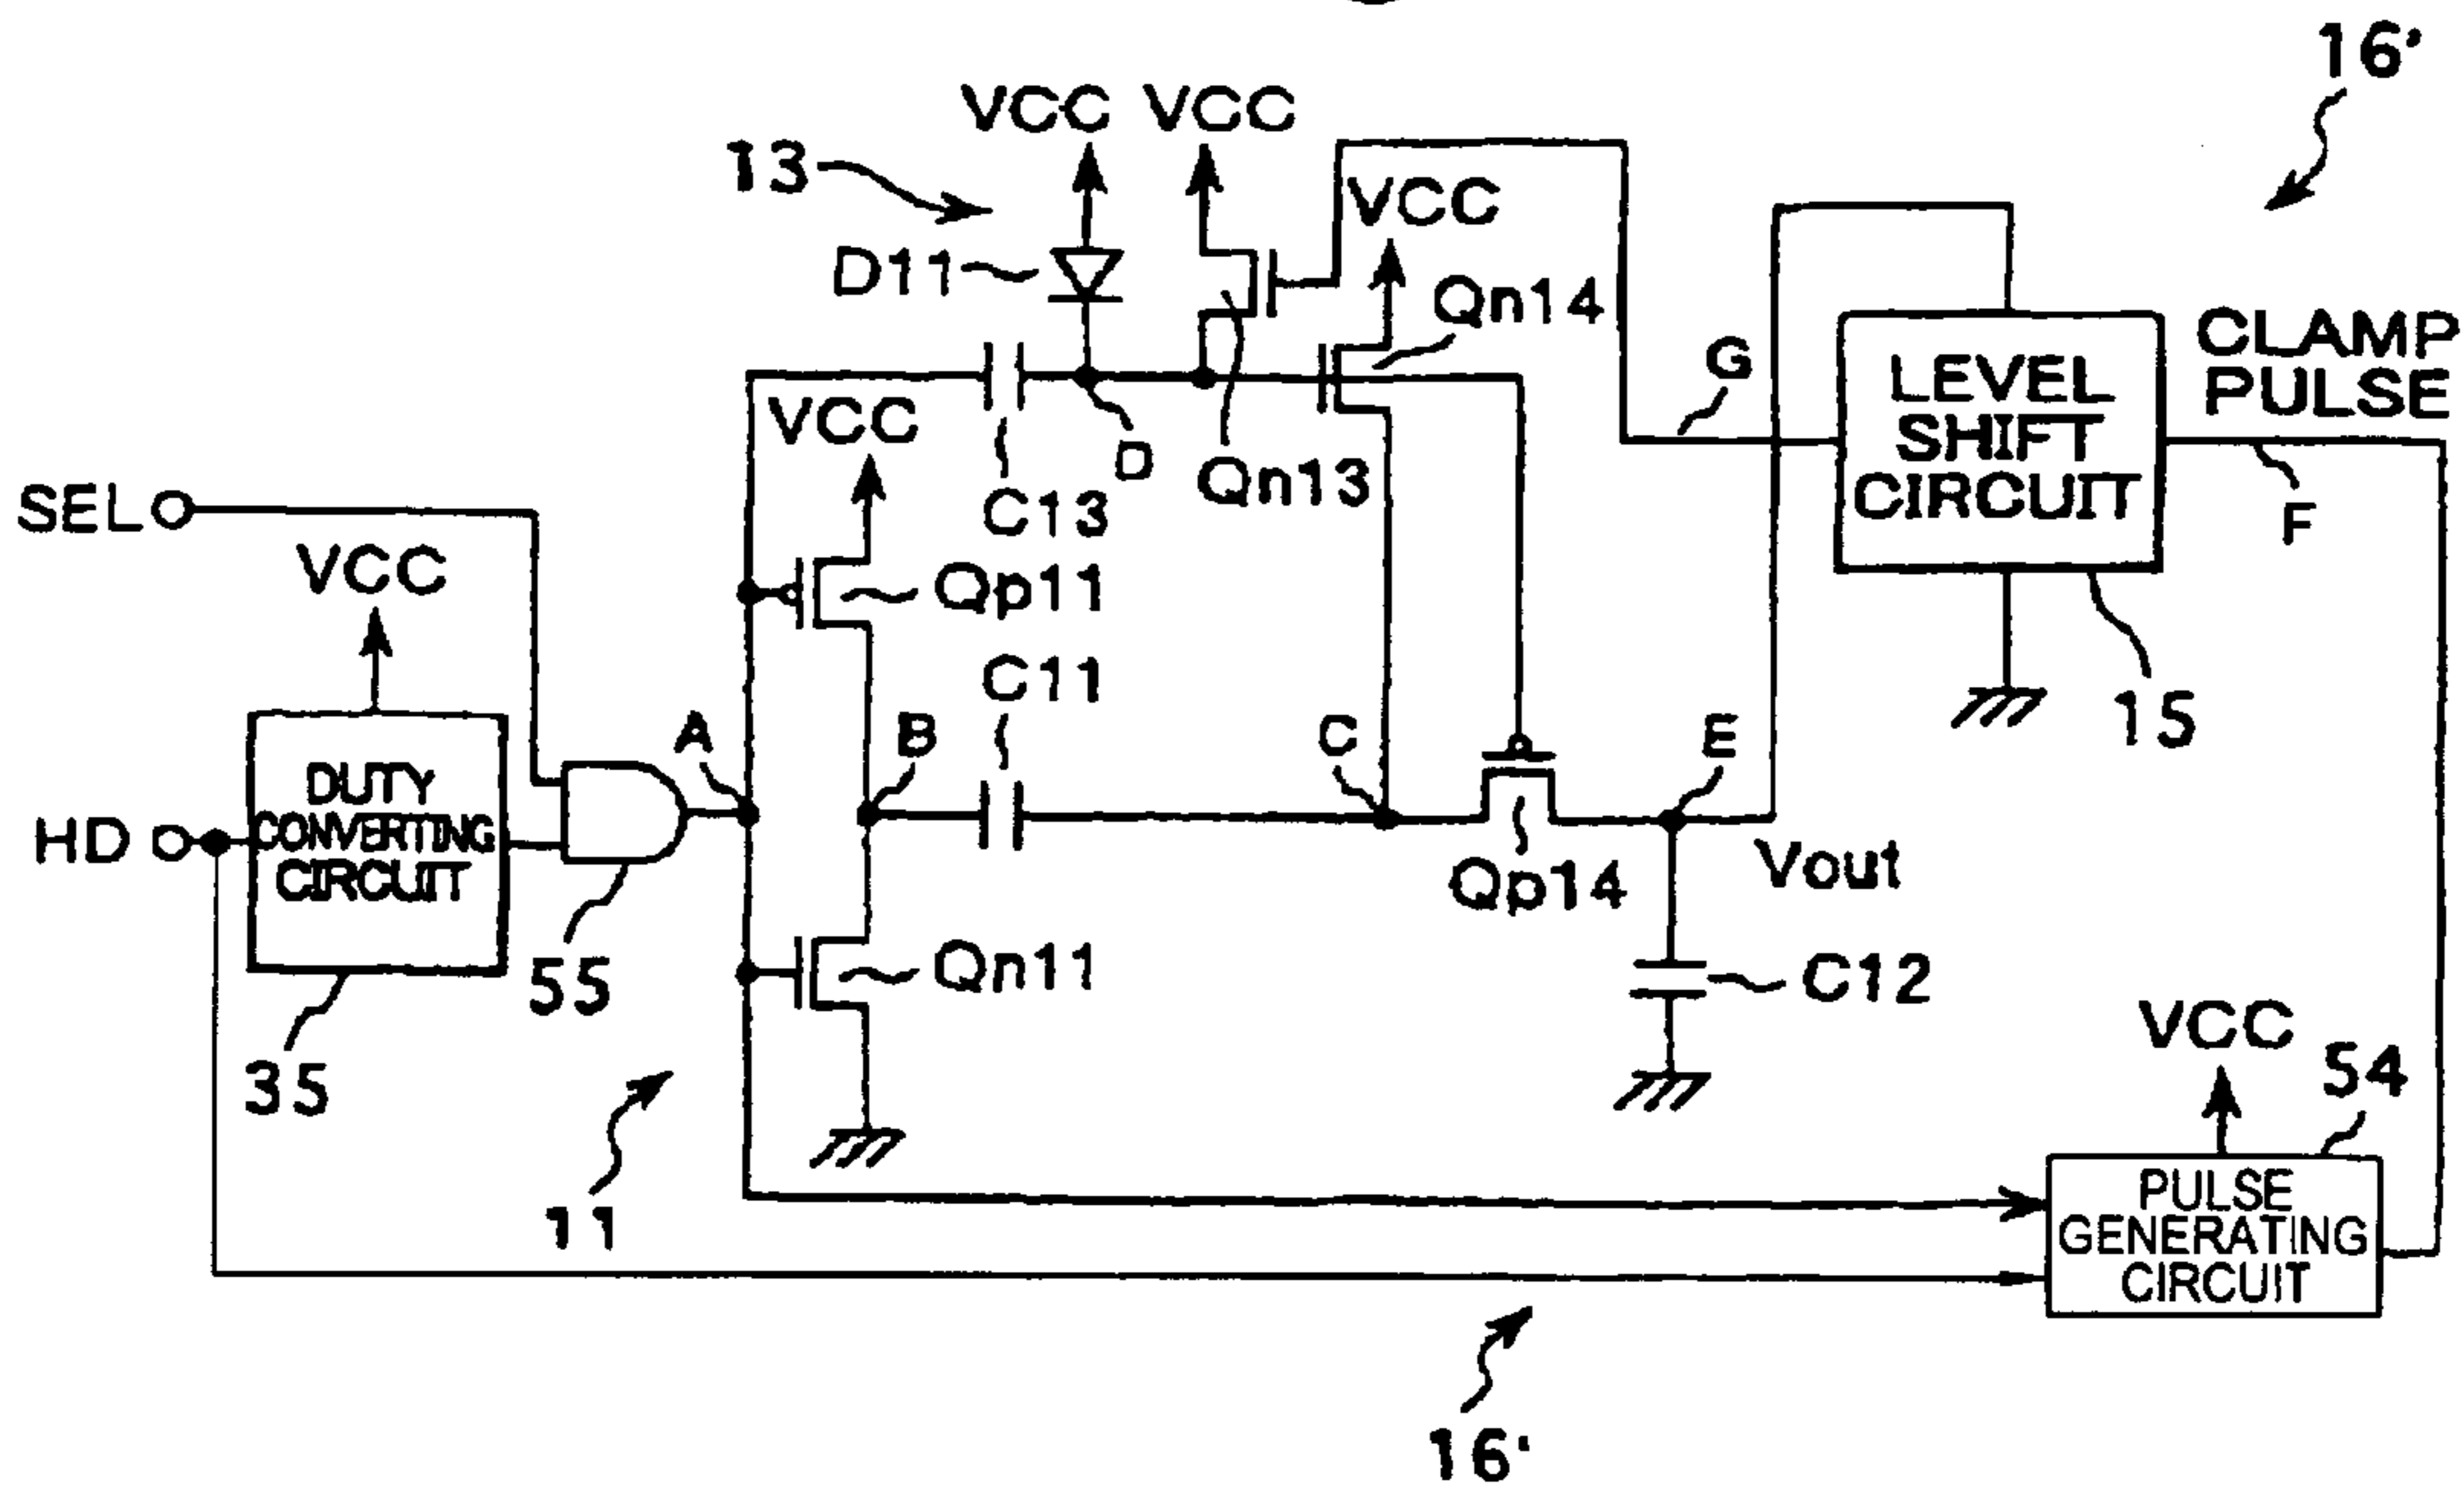 16'
VCC VCC
13
VCC
D11
Qn14
G
CLAMP
PULSE
LEVEL
SHIFT
CIRCUIT
VCC
D
Qn13
SEL
C13
F
VCC
Qp11
C11
15
A
B
C
E
DUTY
CONVERTING
CIRCUIT
HD
Vout
Qp14
55
Qn11
C12
35
VCC
54
11
PULSE
GENERATING
CIRCUIT
16'